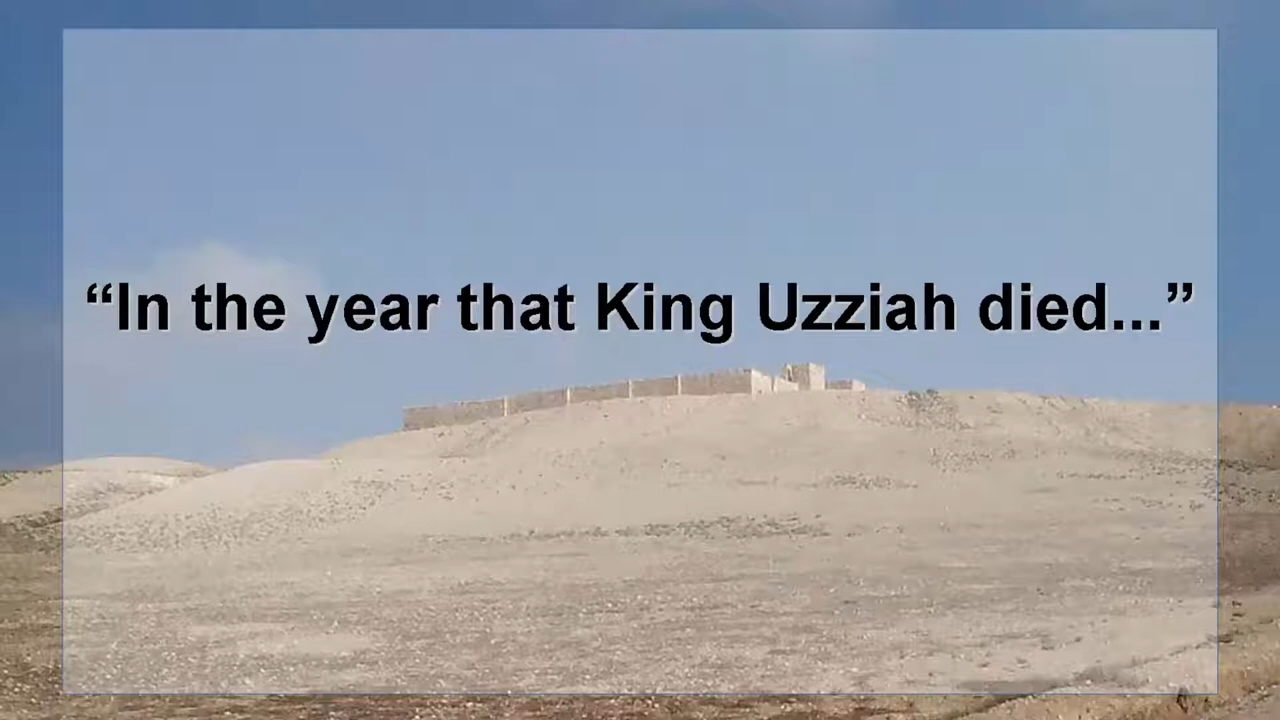 “In the year that King Uzziah died...”